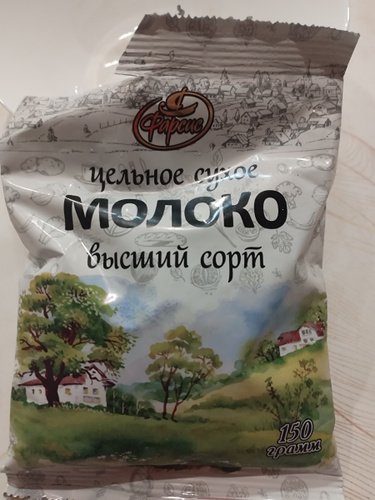 Фарсис
цельное сухое
МОЛОКО
высший сорт
150
грамм